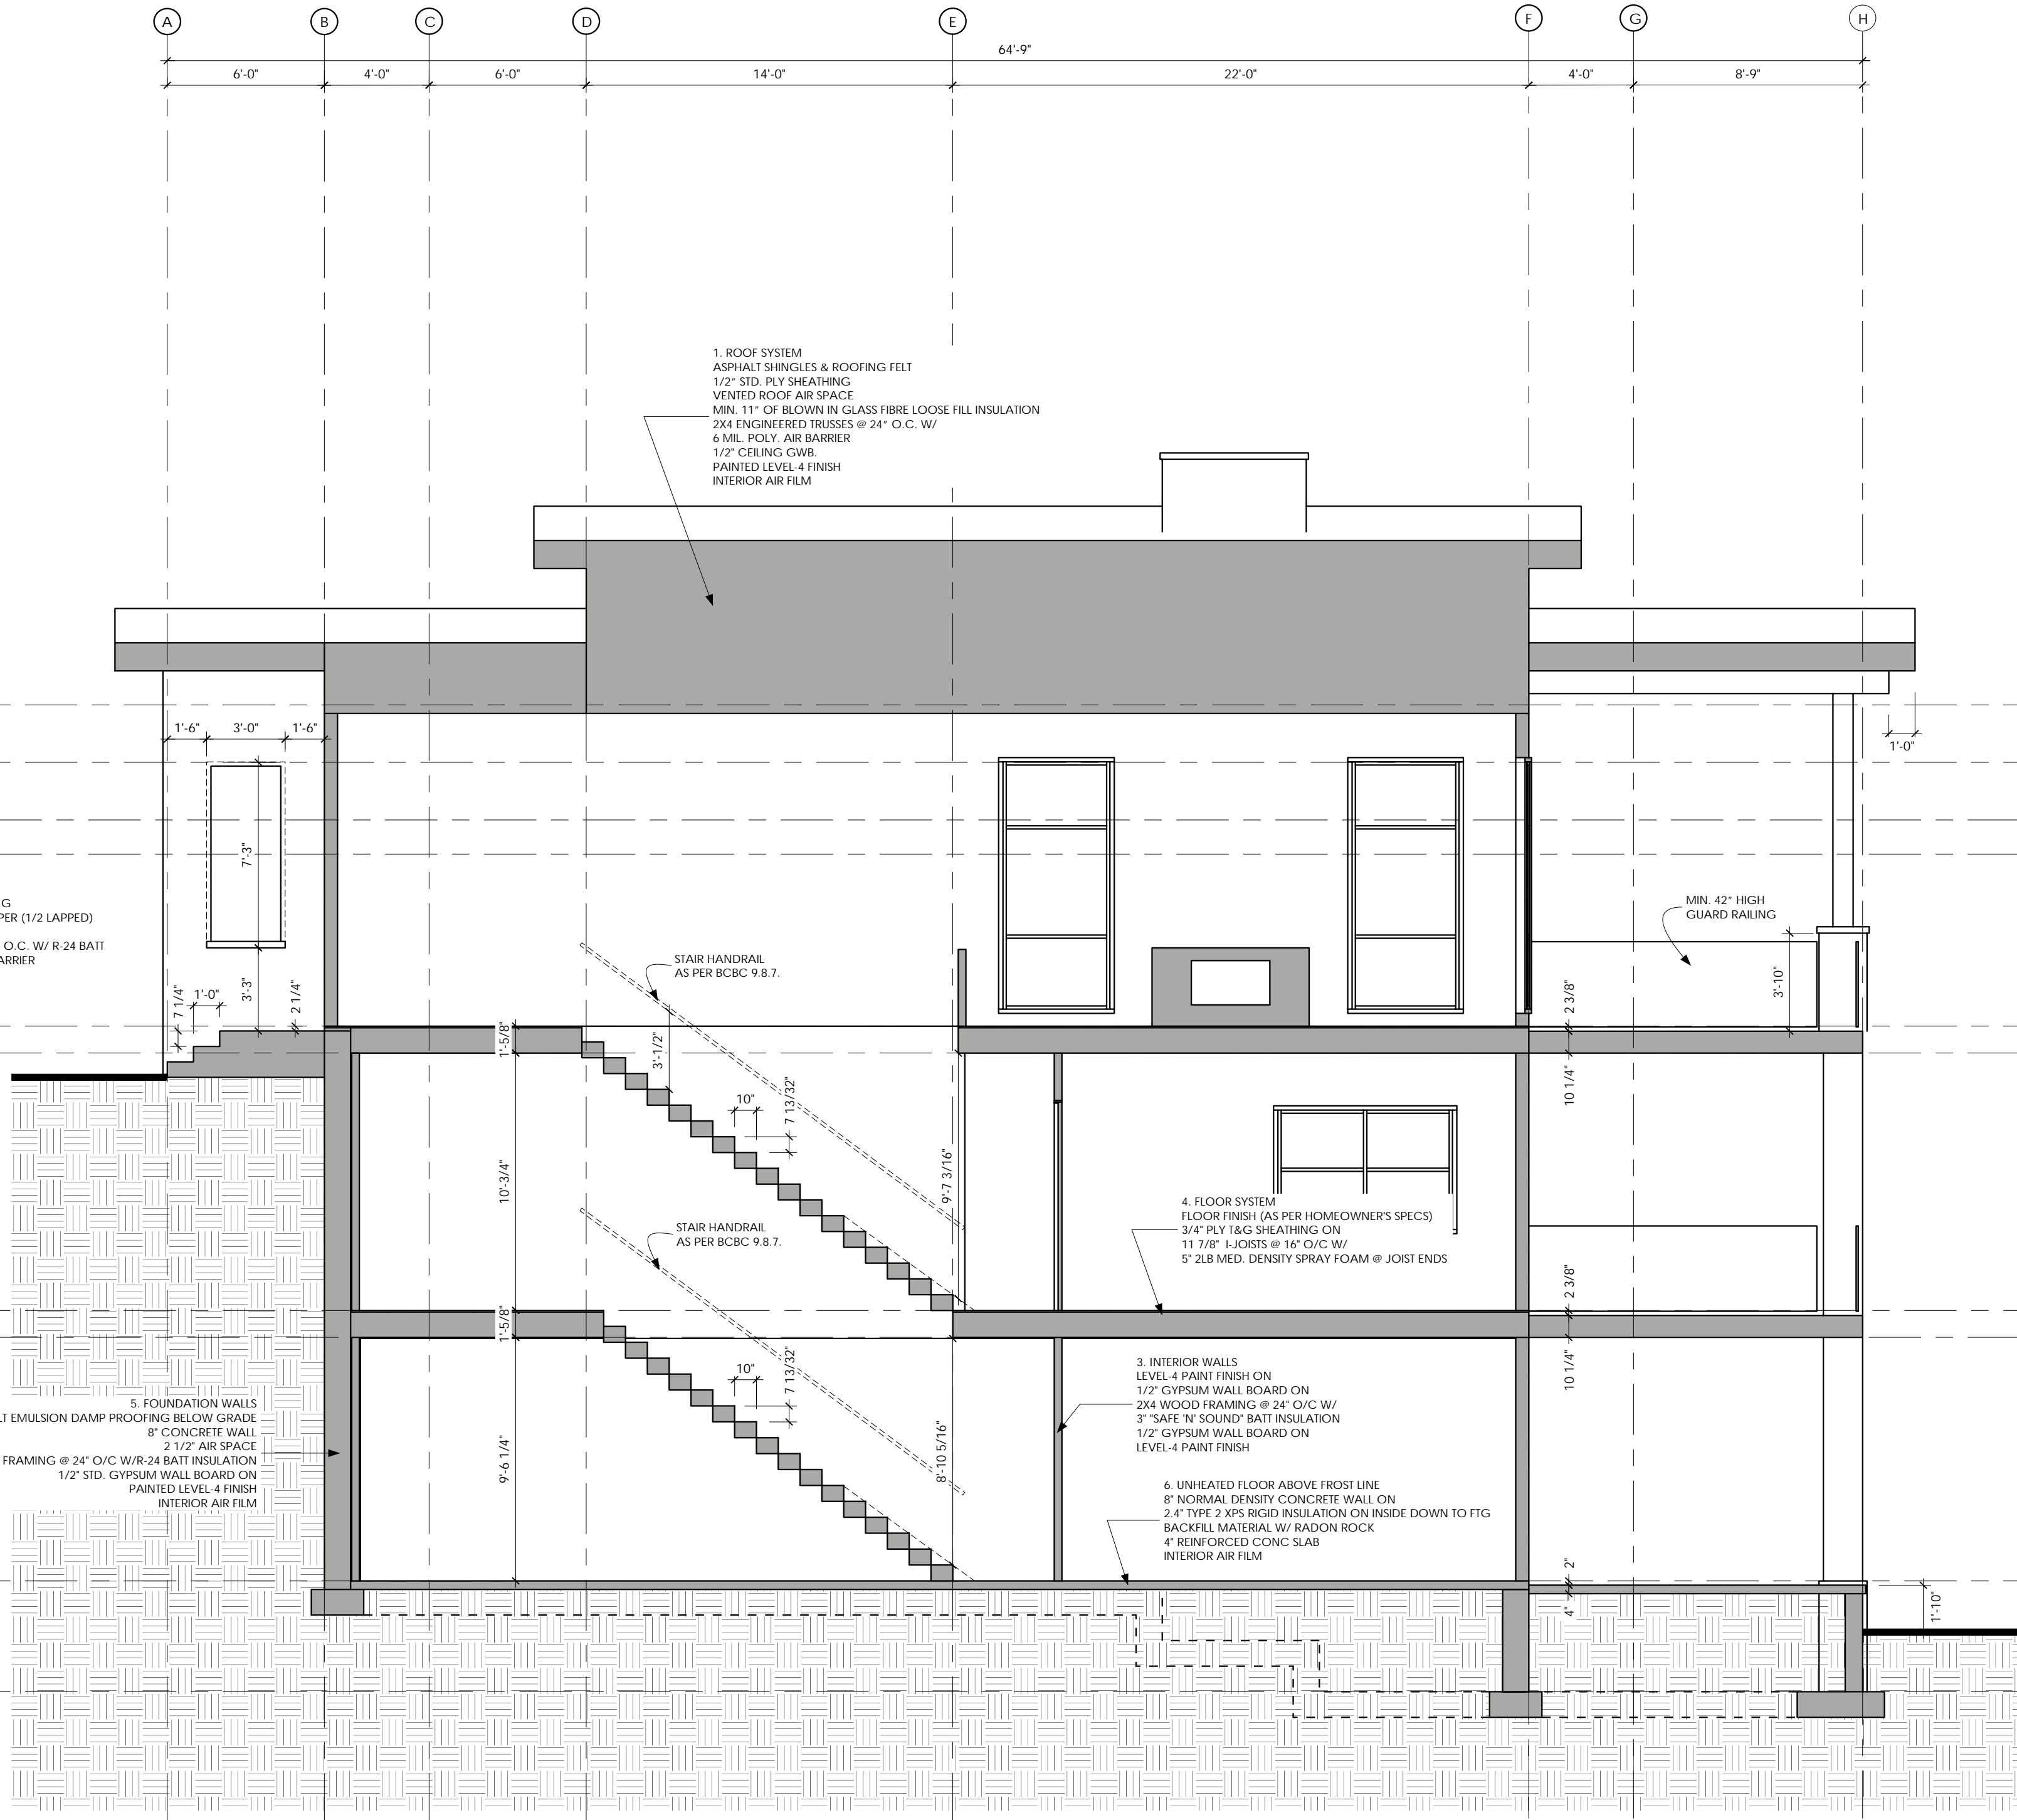 A B C D E F G H
64'-9"
6'-0" 4'-0" 6'-0" 14'-0" 22'-0" 4'-0" 8'-9"
1. ROOF SYSTEM
ASPHALT SHINGLES & ROOFING FELT
1/2" STD. PLY SHEATHING
VENTED ROOF AIR SPACE
MIN. 11" OF BLOWN IN GLASS FIBRE LOOSE FILL INSULATION
2X4 ENGINEERED TRUSSES @ 24" O.C. W/
6 MIL. POLY. AIR BARRIER
1/2" CEILING GWB.
PAINTED LEVEL-4 FINISH
INTERIOR AIR FILM
1'-6" 3'-0" 1'-6"
1'-0"
7'-3"
G
PER (1/2 LAPPED)
O.C. W/ R-24 BATT
ARRIER
MIN. 42" HIGH
GUARD RAILING
STAIR HANDRAIL
AS PER BCBC 9.8.7.
7 1/4"
1'-0"
3'-3"
2 1/4"
3'-10"
2 3/8"
1'-5/8"
3'-1/2"
10 1/4"
10"
7 13/32"
10'-3/4"
9'-7 3/16"
STAIR HANDRAIL
AS PER BCBC 9.8.7.
4. FLOOR SYSTEM
FLOOR FINISH (AS PER HOMEOWNER'S SPECS)
3/4" PLY T&G SHEATHING ON
11 7/8" I-JOISTS @ 16" O/C W/
5" 2LB MED. DENSITY SPRAY FOAM @ JOIST ENDS
2 3/8"
1'-5/8"
10 1/4"
10"
7 13/32"
3. INTERIOR WALLS
LEVEL-4 PAINT FINISH ON
1/2" GYPSUM WALL BOARD ON
2X4 WOOD FRAMING @ 24" O/C W/
3" "SAFE 'N' SOUND" BATT INSULATION
1/2" GYPSUM WALL BOARD ON
LEVEL-4 PAINT FINISH
5. FOUNDATION WALLS
LT EMULSION DAMP PROOFING BELOW GRADE
8" CONCRETE WALL
2 1/2" AIR SPACE
FRAMING @ 24" O/C W/R-24 BATT INSULATION
1/2" STD. GYPSUM WALL BOARD ON
PAINTED LEVEL-4 FINISH
INTERIOR AIR FILM
9'-6 1/4"
8'-10 5/16"
6. UNHEATED FLOOR ABOVE FROST LINE
8" NORMAL DENSITY CONCRETE WALL ON
2.4" TYPE 2 XPS RIGID INSULATION ON INSIDE DOWN TO FTG
BACKFILL MATERIAL W/ RADON ROCK
4" REINFORCED CONC SLAB
INTERIOR AIR FILM
2"
4"
1'-10"